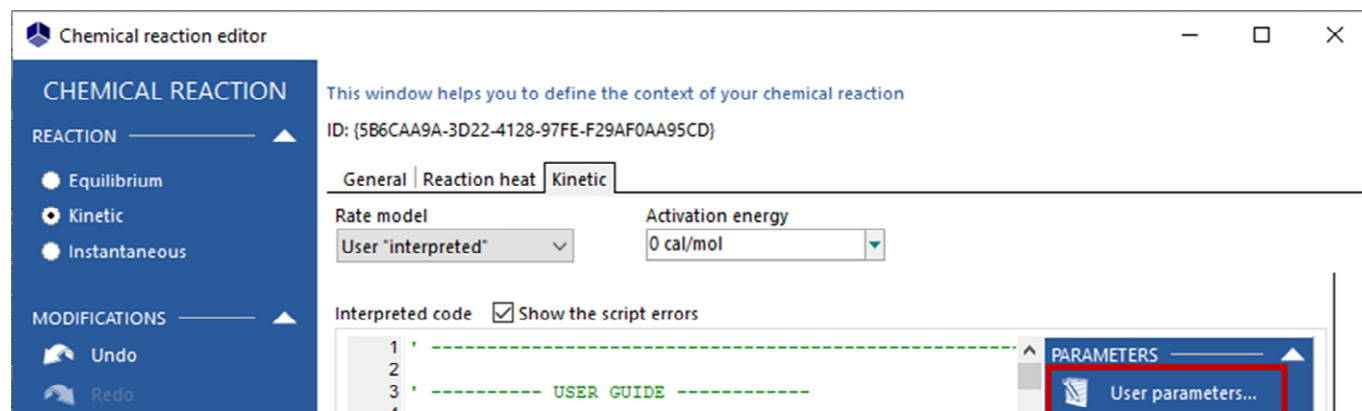 Chemical reaction editor
CHEMICAL REACTION
This window helps you to define the context of your chemical reaction
REACTION
ID: {5B6CAA9A-3D22-4128-97FE-F29AF0AA95CD}
Equilibrium
General Reaction heat Kinetic
Kinetic
Rate model Activation energy
Instantaneous
User "interpreted" 0 cal/mol
MODIFICATIONS
Interpreted code Show the script errors
Undo
1 ' ----------------------------------------------------
PARAMETERS
2
Redo
3 ' ---------- USER GUIDE ------------
User parameters...
4